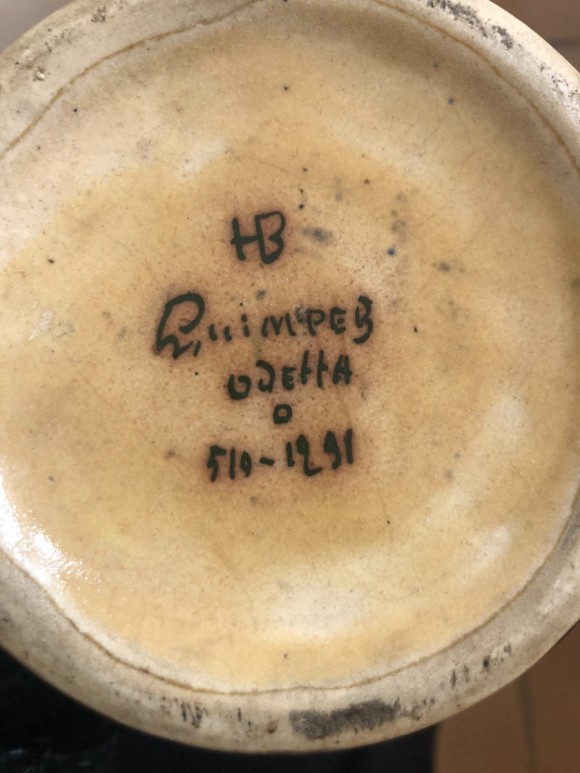 HB
Quimper
odetta
o
510-1291